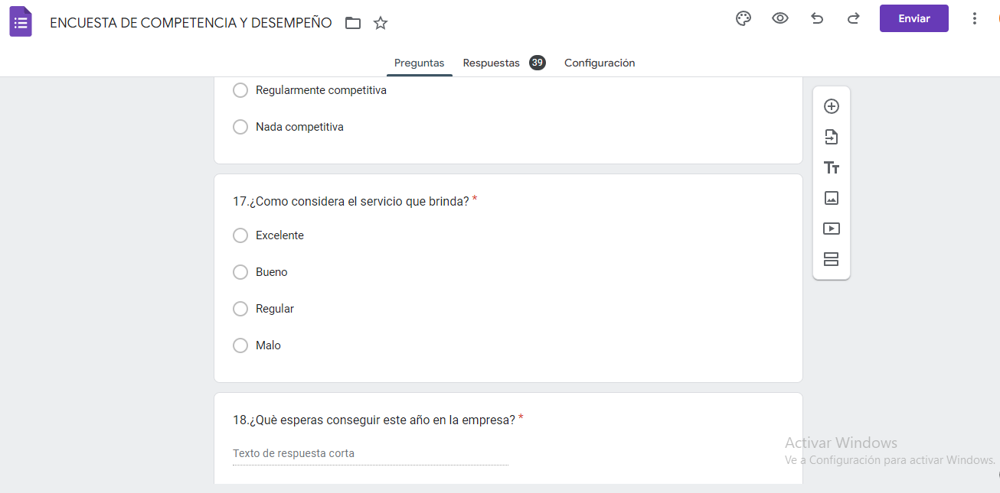 ENCUESTA DE COMPETENCIA Y DESEMPEÑO
Enviar
Preguntas Respuestas 39 Configuración
Regularmente competitiva
Nada competitiva
17.¿Como considera el servicio que brinda? *
Excelente
Bueno
Regular
Malo
18.¿Què esperas conseguir este año en la empresa? *
Texto de respuesta corta
Activar Windows
Ve a Configuración para activar Windows.